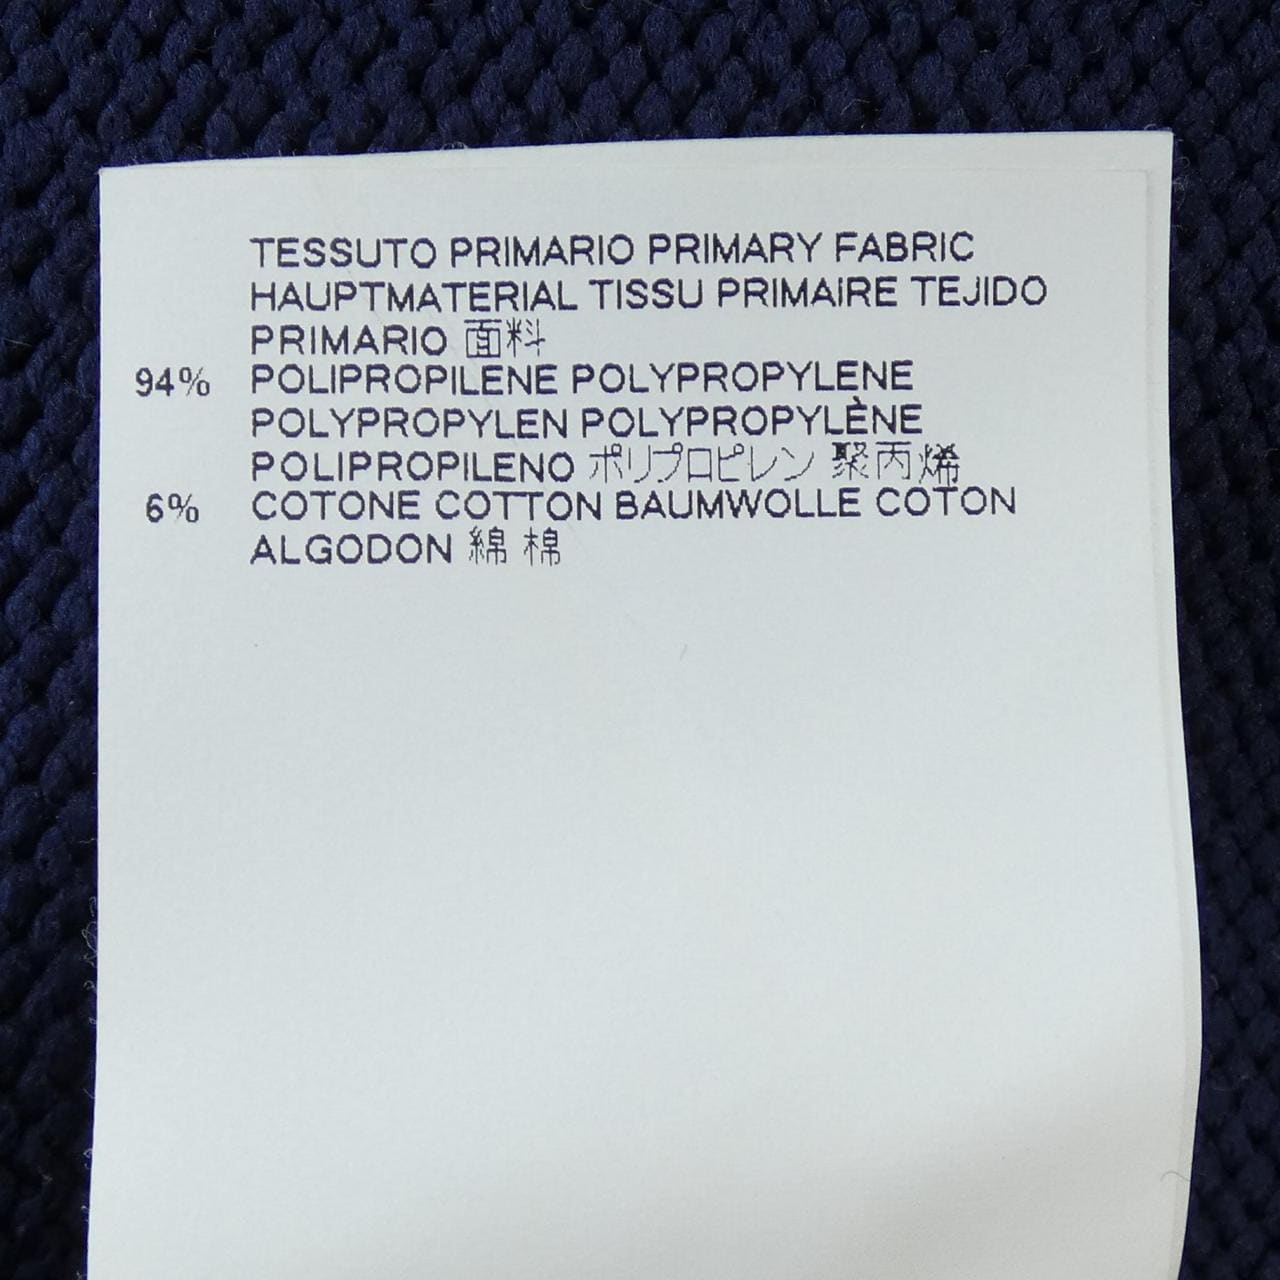 TESSUTO PRIMARIO PRIMARY FABRIC
HAUPTMATERIAL TISSU PRIMAIRE TEJIDO
PRIMARIO 面料
94% POLIPROPILENE POLYPROPYLENE
POLYPROPYLEN POLYPROPYLÈNE
POLIPROPILENO ポリプロピレン 聚丙烯
6% COTONE COTTON BAUMWOLLE COTON
ALGODON 綿 棉